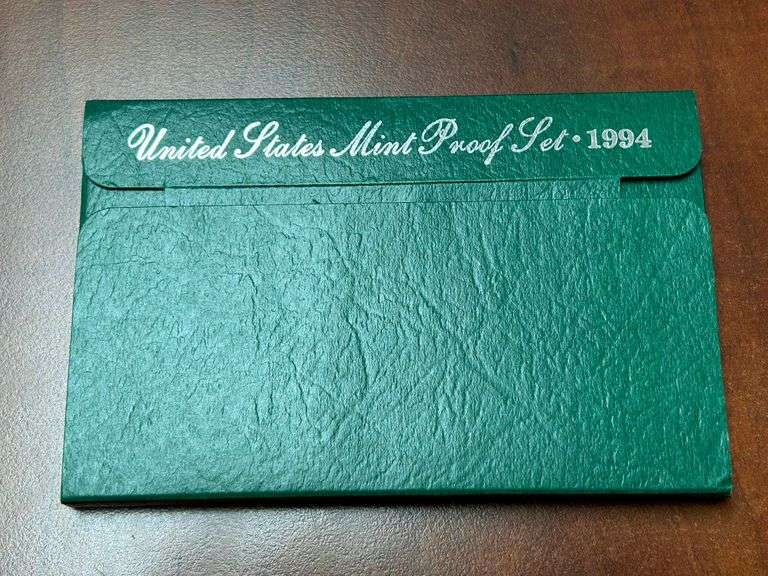 United States Mint Proof Set • 1994